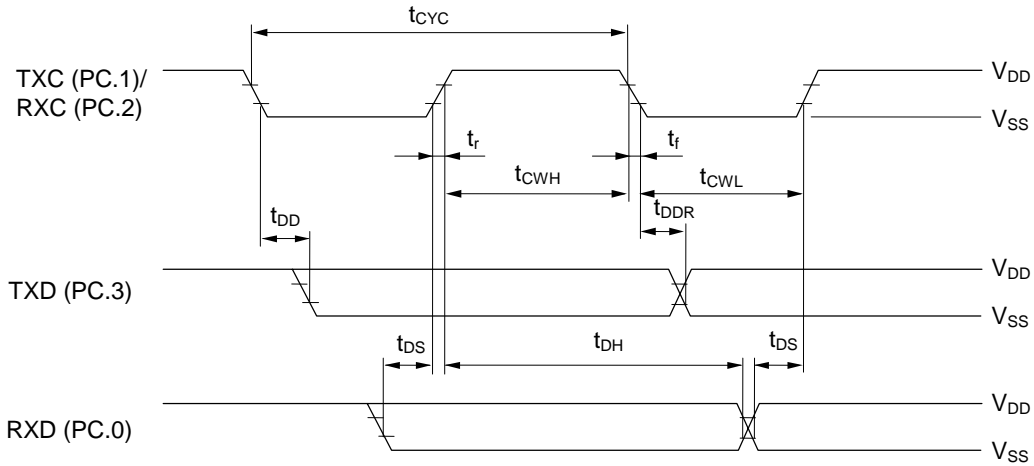 tCYC
TXC (PC.1)/
RXC (PC.2)
VDD
VSS
tr
tf
tCWH
tCWL
tDD
tDDR
TXD (PC.3)
VDD
VSS
tDS
tDH
tDS
RXD (PC.0)
VDD
VSS